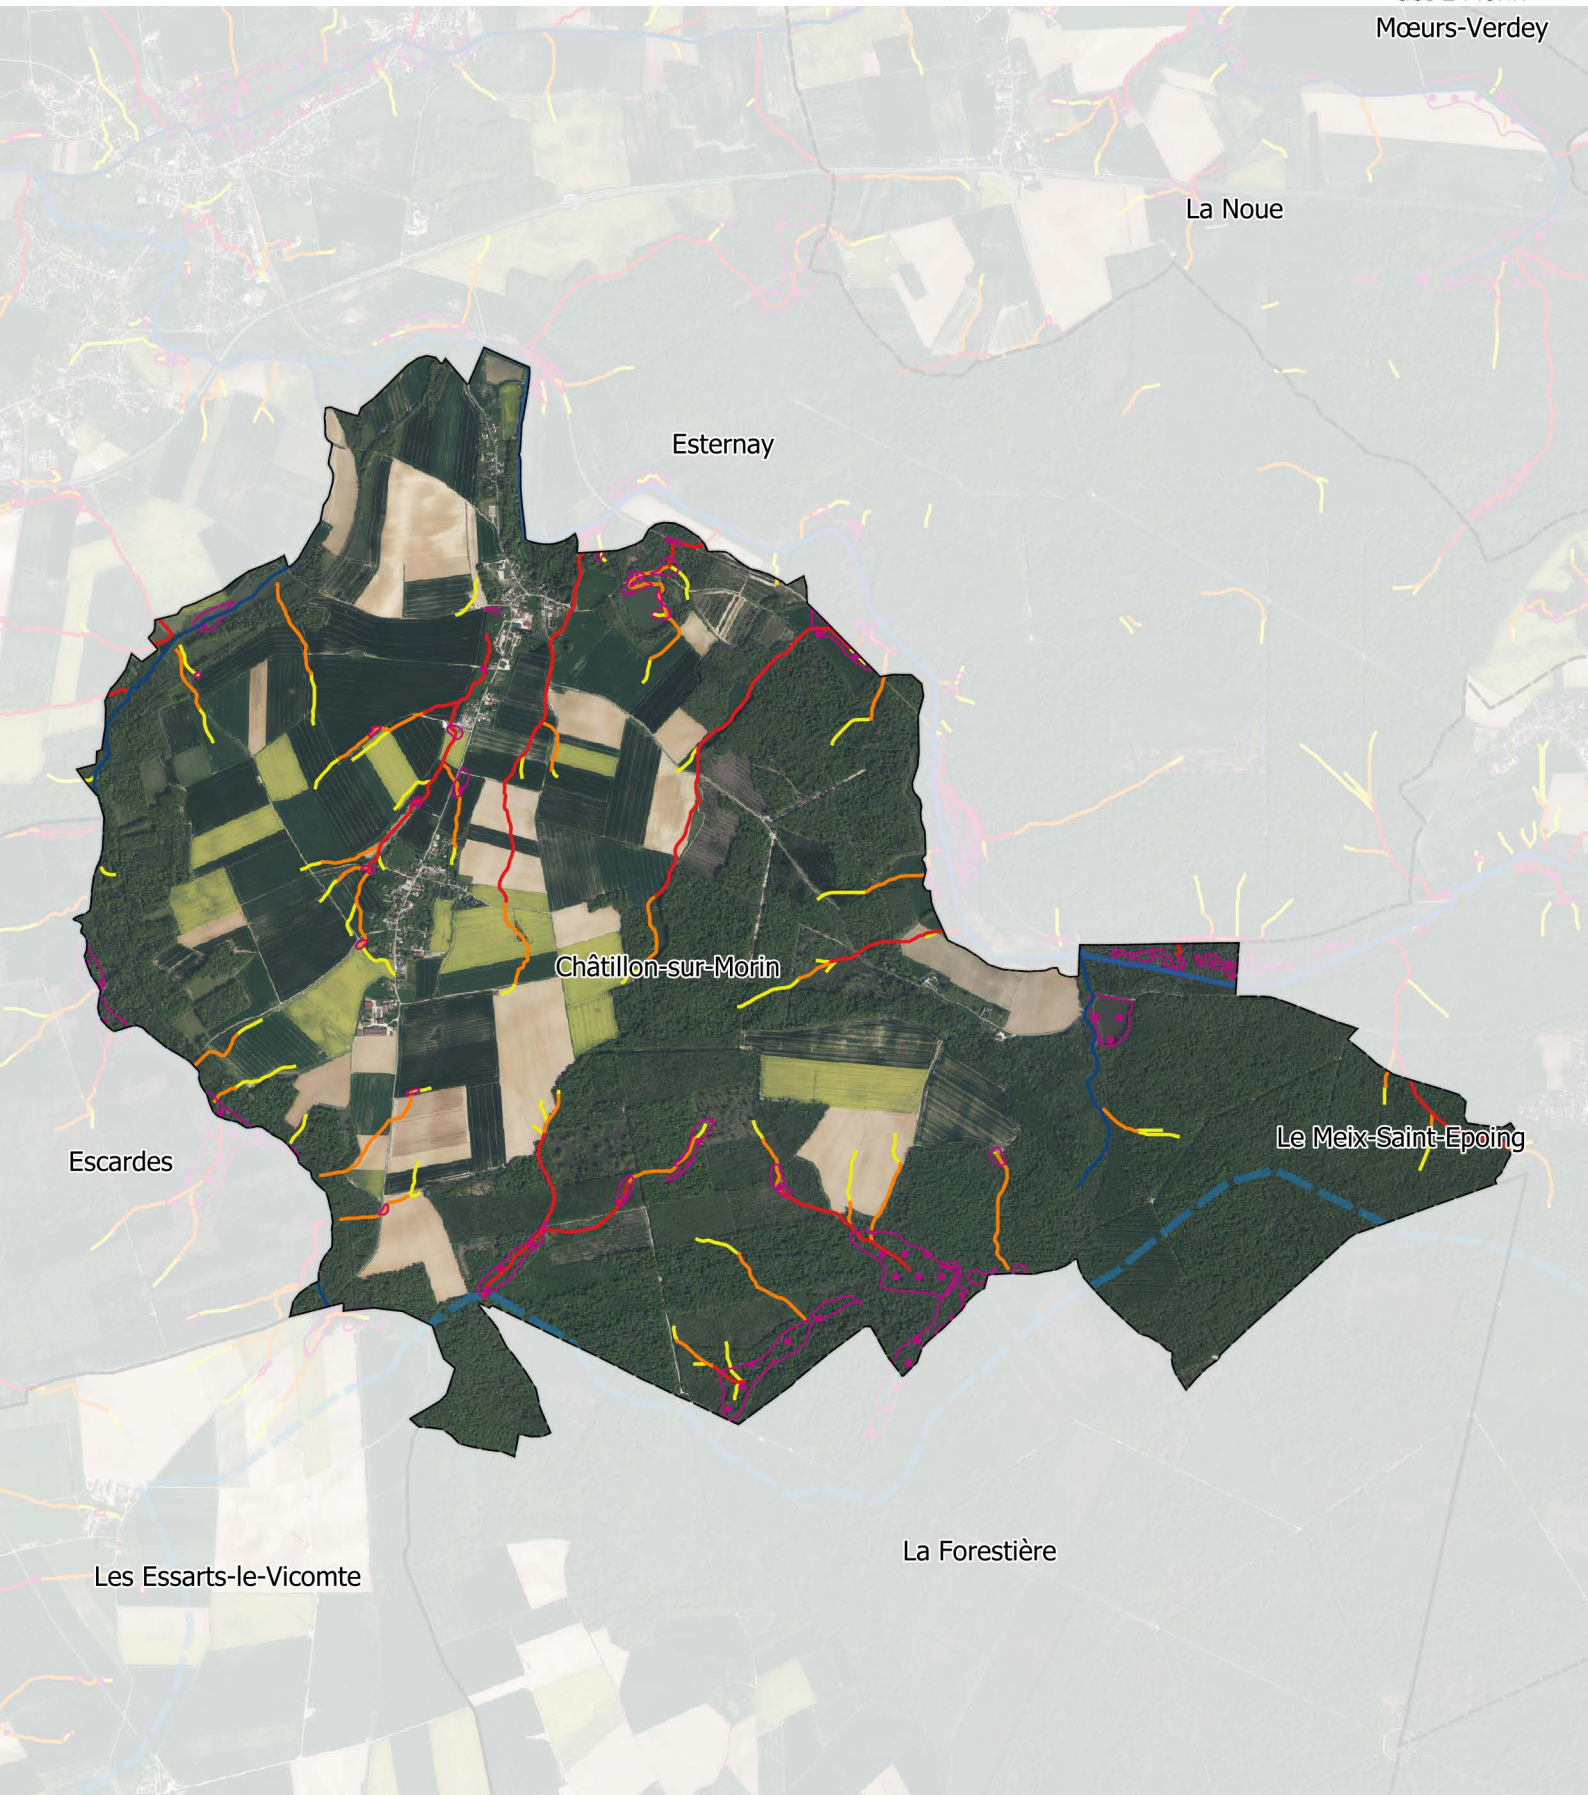 Mœurs-Verdey
La Noue
Esternay
Châtillon-sur-Morin
Le Meix-Saint-Epoing
Escardes
La Forestière
Les Essarts-le-Vicomte